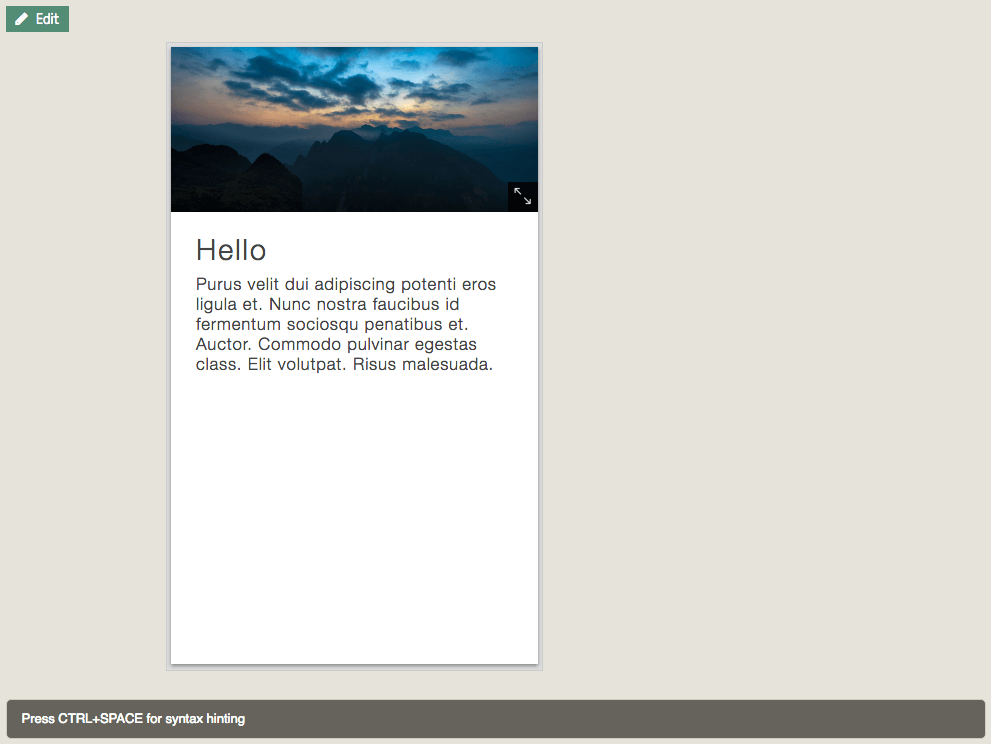 Edit
Hello
Purus velit dui adipiscing potenti eros
ligula et. Nunc nostra faucibus id
fermentum sociosqu penatibus et.
Auctor. Commodo pulvinar egestas
class. Elit volutpat. Risus malesuada.
Press CTRL+SPACE for syntax hinting